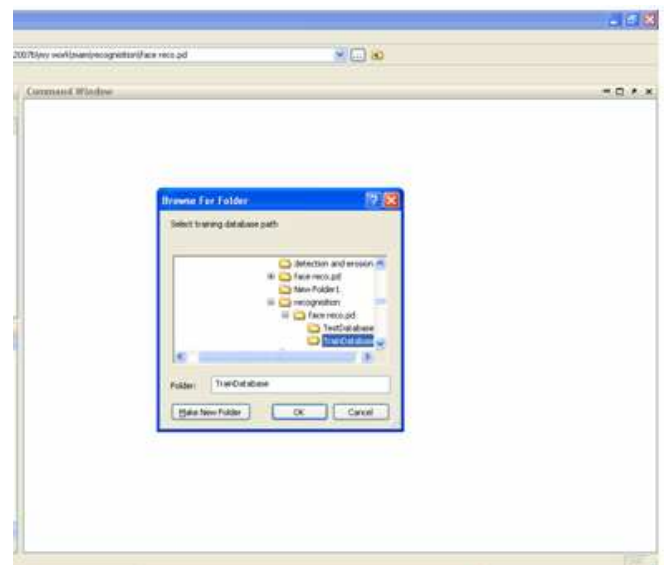 Command Window
Browse For Folder
Select training database path
detection and erosion
face reco.pd
New Folder1
recognistion
face reco.pd
TestDatabase
TrainDatabase
Folder: TrainDatabase
Make New Folder OK Cancel